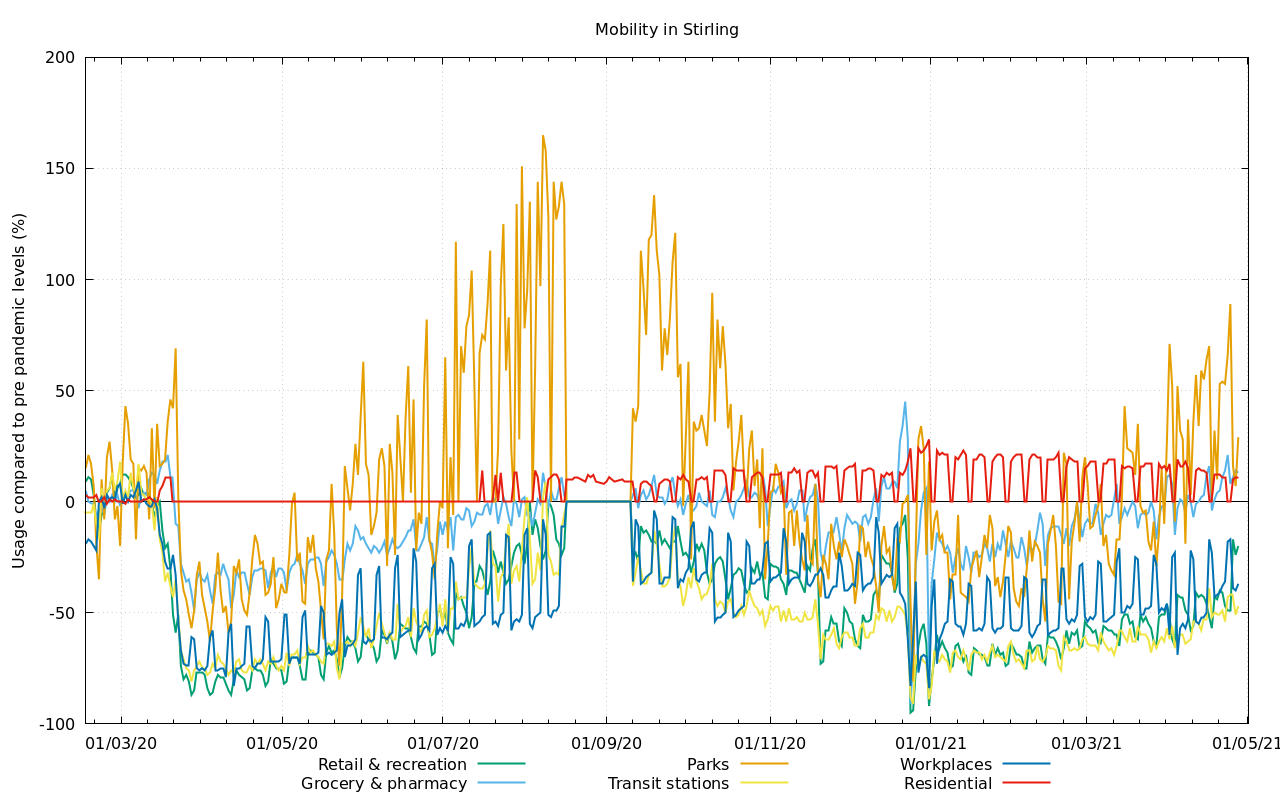 Mobility in Stirling
Usage compared to pre pandemic levels (%)
200
150
100
50
0
-50
-100
01/03/20 01/05/20 01/07/20 01/09/20 01/11/20 01/01/21 01/03/21 01/05/21
Retail & recreation Parks Workplaces
Grocery & pharmacy Transit stations Residential